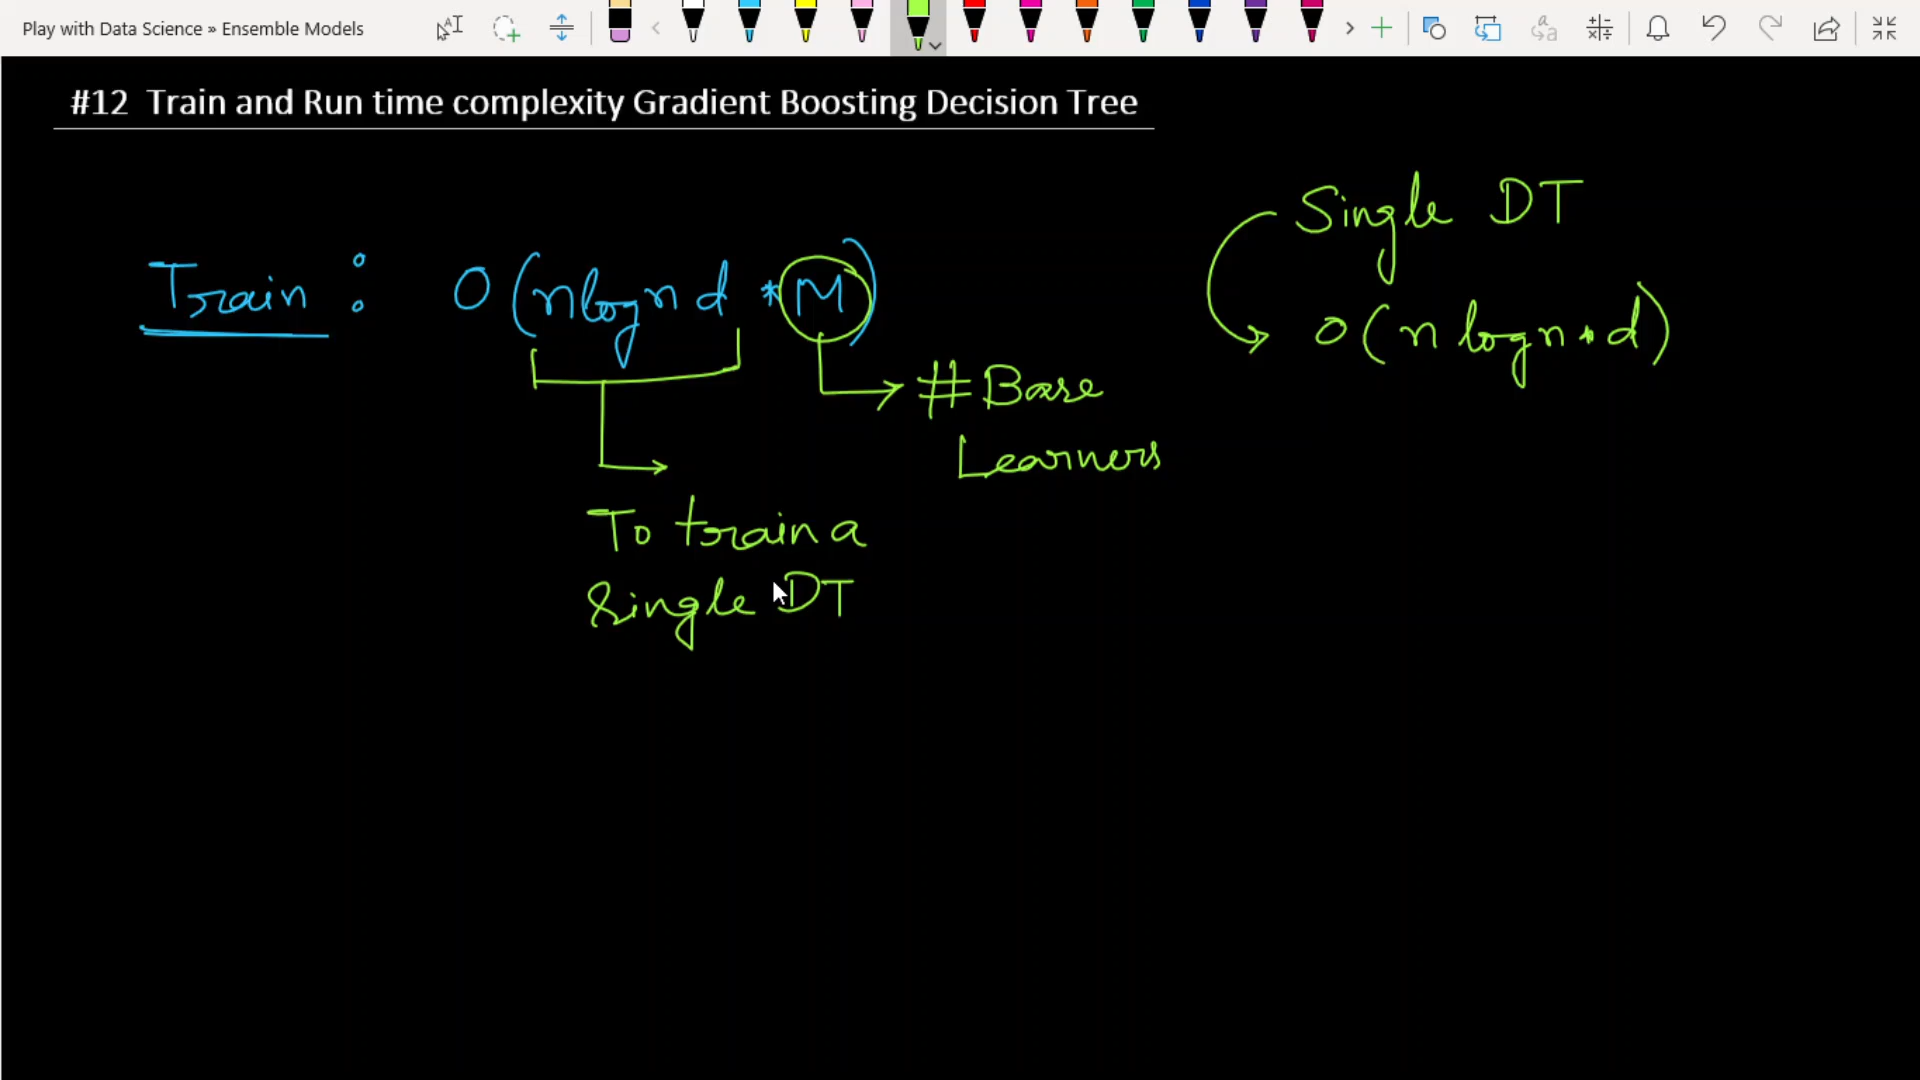 Play with Data Science » Ensemble Models
#12 Train and Run time complexity Gradient Boosting Decision Tree
Single DT
Train : O(nlogn d * M)
O(n logn * d)
# Base
Learners
To train a
Single DT